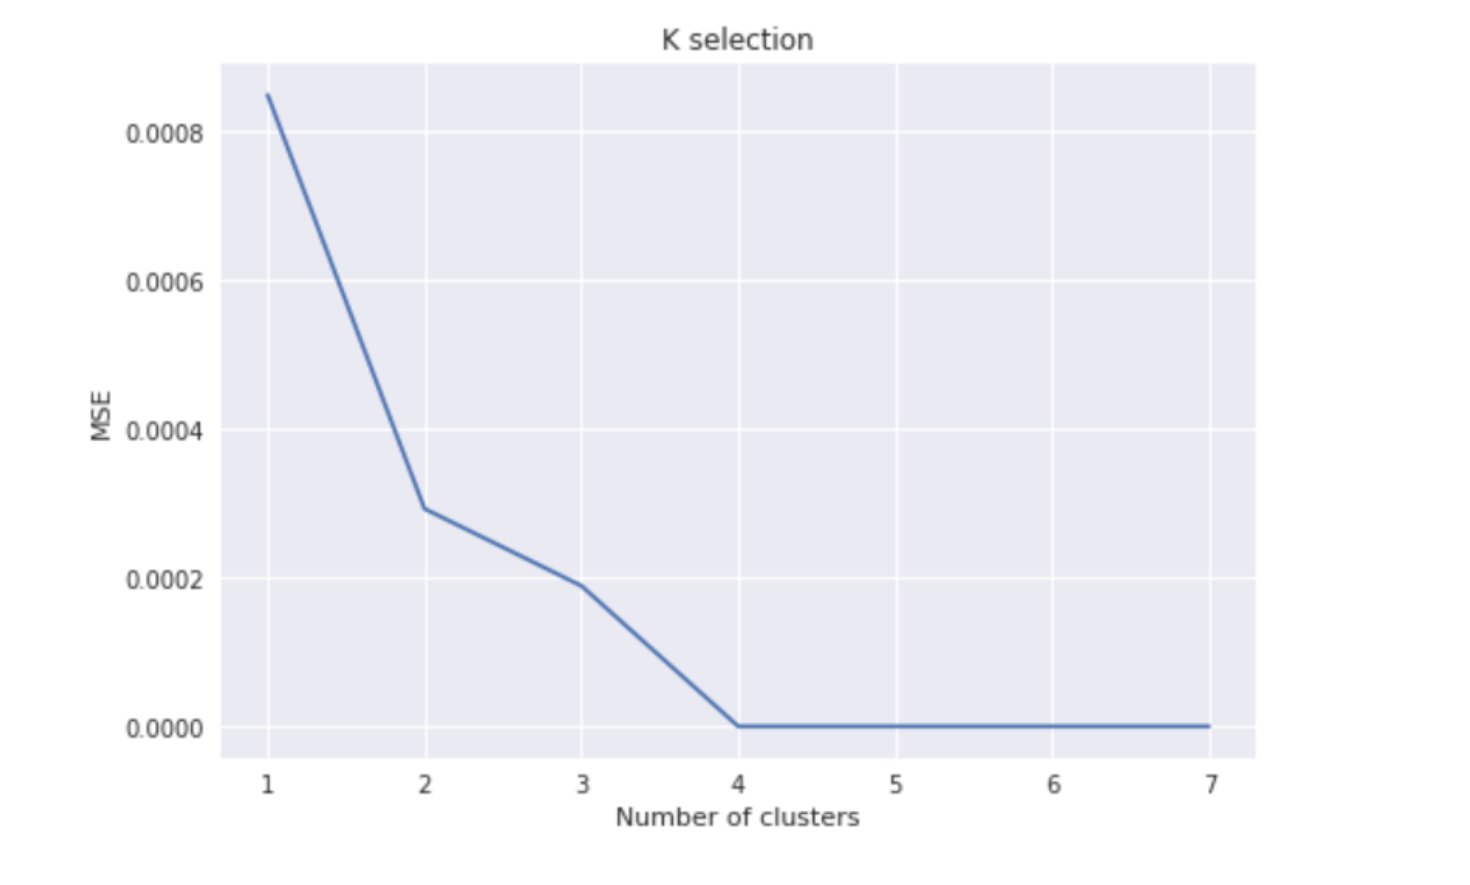 K selection
0.0008
0.0006
0.0004
0.0002
0.0000
MSE
1 2 3 4 5 6 7
Number of clusters